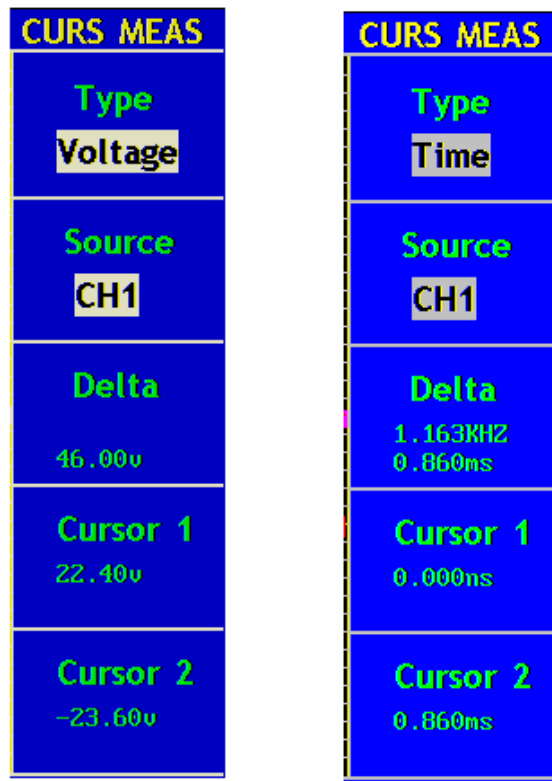 CURS MEAS
Type
Voltage
Source
CH1
Delta
46.00v
Cursor 1
22.40v
Cursor 2
-23.60v
CURS MEAS
Type
Time
Source
CH1
Delta
1.163KHZ
0.860ms
Cursor 1
0.000ns
Cursor 2
0.860ms